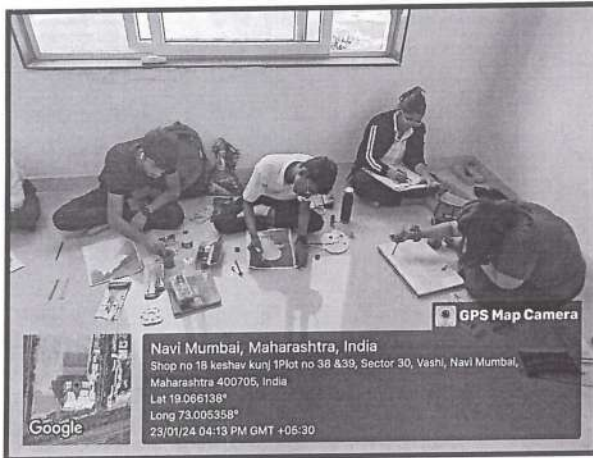 GPS Map Camera
Navi Mumbai, Maharashtra, India
Shop no 18 keshav kunj 1Plot no 38 &39, Sector 30, Vashi, Navi Mumbai,
Maharashtra 400705, India
Lat 19.066138°
Long 73.005358°
23/01/24 04:13 PM GMT +05:30
Google